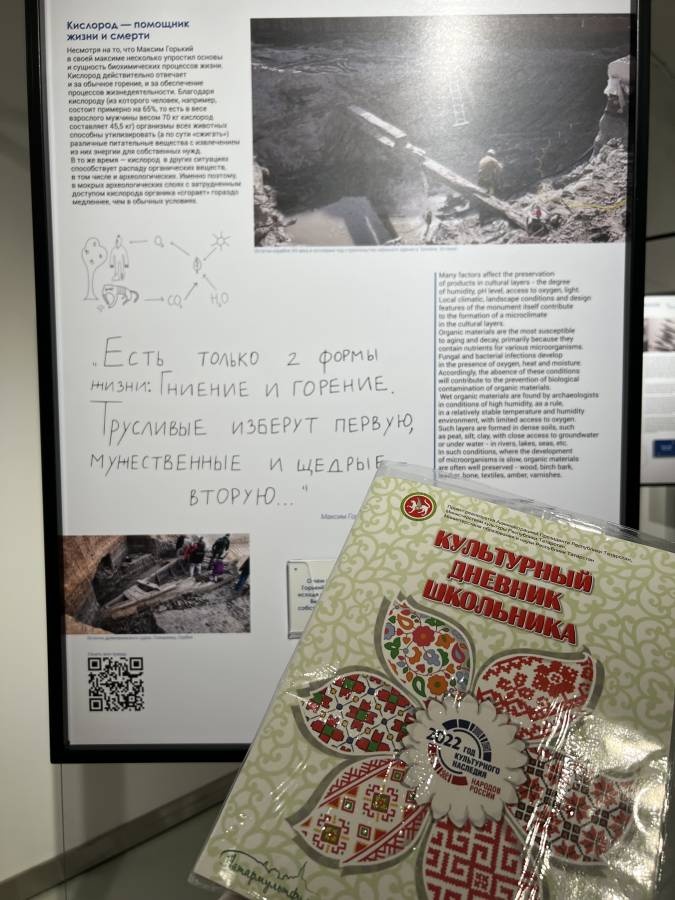 Кислород — помощник
жизни и смерти
Несмотря на то, что Максим Горький
в своей максиме несколько упростил основы
и сущность биохимических процессов жизни.
Кислород действительно отвечает
и за обычное горение, и за обеспечение
процессов жизнедеятельности. Благодаря
кислороду (из которого человек, например,
состоит примерно на 65%, то есть в весе
взрослого мужчины весом 70 кг кислород
составляет 45,5 кг) организмы всех животных
способны утилизировать (а по сути «сжигать»)
различные питательные вещества с извлечением
из них энергии для собственных нужд.
В то же время — кислород в других ситуациях
способствует распаду органических веществ,
в том числе и археологических. Именно поэтому,
в мокрых археологических слоях с затрудненным
доступом кислорода органика «сгорает» гораздо
медленнее, чем в обычных условиях.
O₂
CO₂
H₂O
„Есть только 2 формы
жизни: Гниение и горение.
Трусливые изберут первую,
мужественные и щедрые
вторую..."
Максим
Many factors affect the preservation
of products in cultural layers - the degree
of humidity, pH level, access to oxygen, light.
Local climatic, landscape conditions and design
features of the monument itself contribute
to the formation of a microclimate
in the cultural layers.
Organic materials are the most susceptible
to aging and decay, primarily because they
contain nutrients for various microorganisms.
Fungal and bacterial infections develop
in the presence of oxygen, heat and moisture.
Accordingly, the absence of these conditions
will contribute to the prevention of biological
contamination of organic materials.
Wet organic materials are found by archaeologists
in conditions of high humidity, as a rule,
in a relatively stable temperature and humidity
environment, with limited access to oxygen.
Such layers are formed in dense soils, such
as peat, silt, clay, with close access to groundwater
or under water - in rivers, lakes, seas, etc.
In such conditions, where the development
of microorganisms is slow, organic materials
are often well preserved - wood, birch bark,
leather, bone, textiles, amber, varnishes.
О чем
Горький
КУЛЬТУРНЫЙ
ДНЕВНИК
ШКОЛЬНИКА
2022 ГОД
КУЛЬТУРНОГО
НАСЛЕДИЯ
НАРОДОВ
РОССИИ